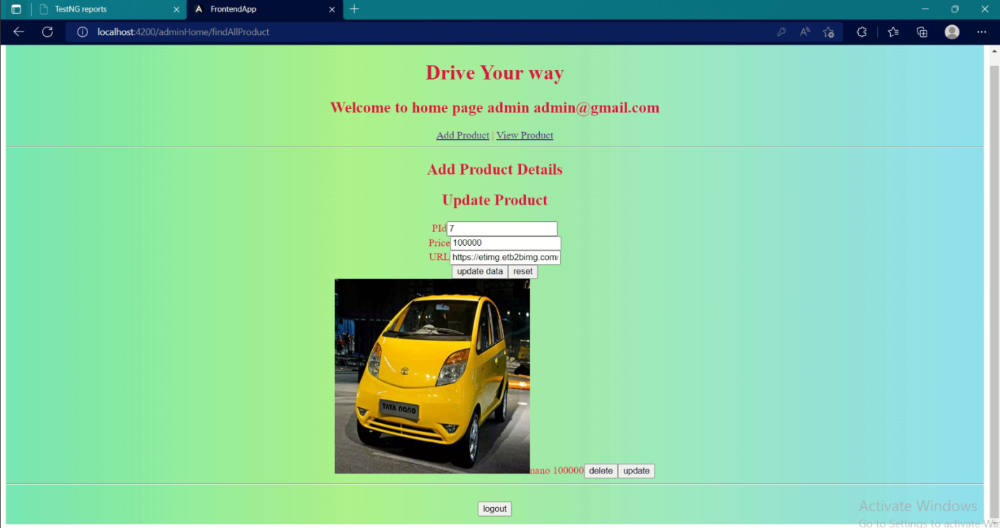 TestNG reports
FrontendApp
localhost:4200/adminHome/findAllProduct
Drive Your way
Welcome to home page admin admin@gmail.com
Add Product | View Product
Add Product Details
Update Product
PId 7
Price 100000
URL https://etimg.etb2bimg.com/
update data reset
TATA nano
nano 100000 delete update
logout
Activate Windows
Go to Settings to activate Win